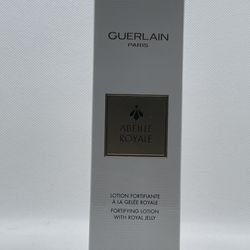 GUERLAIN
PARIS
ABEILLE
ROYALE
LOTION FORTIFIANTE
À LA GELÉE ROYALE
FORTIFYING LOTION
WITH ROYAL JELLY